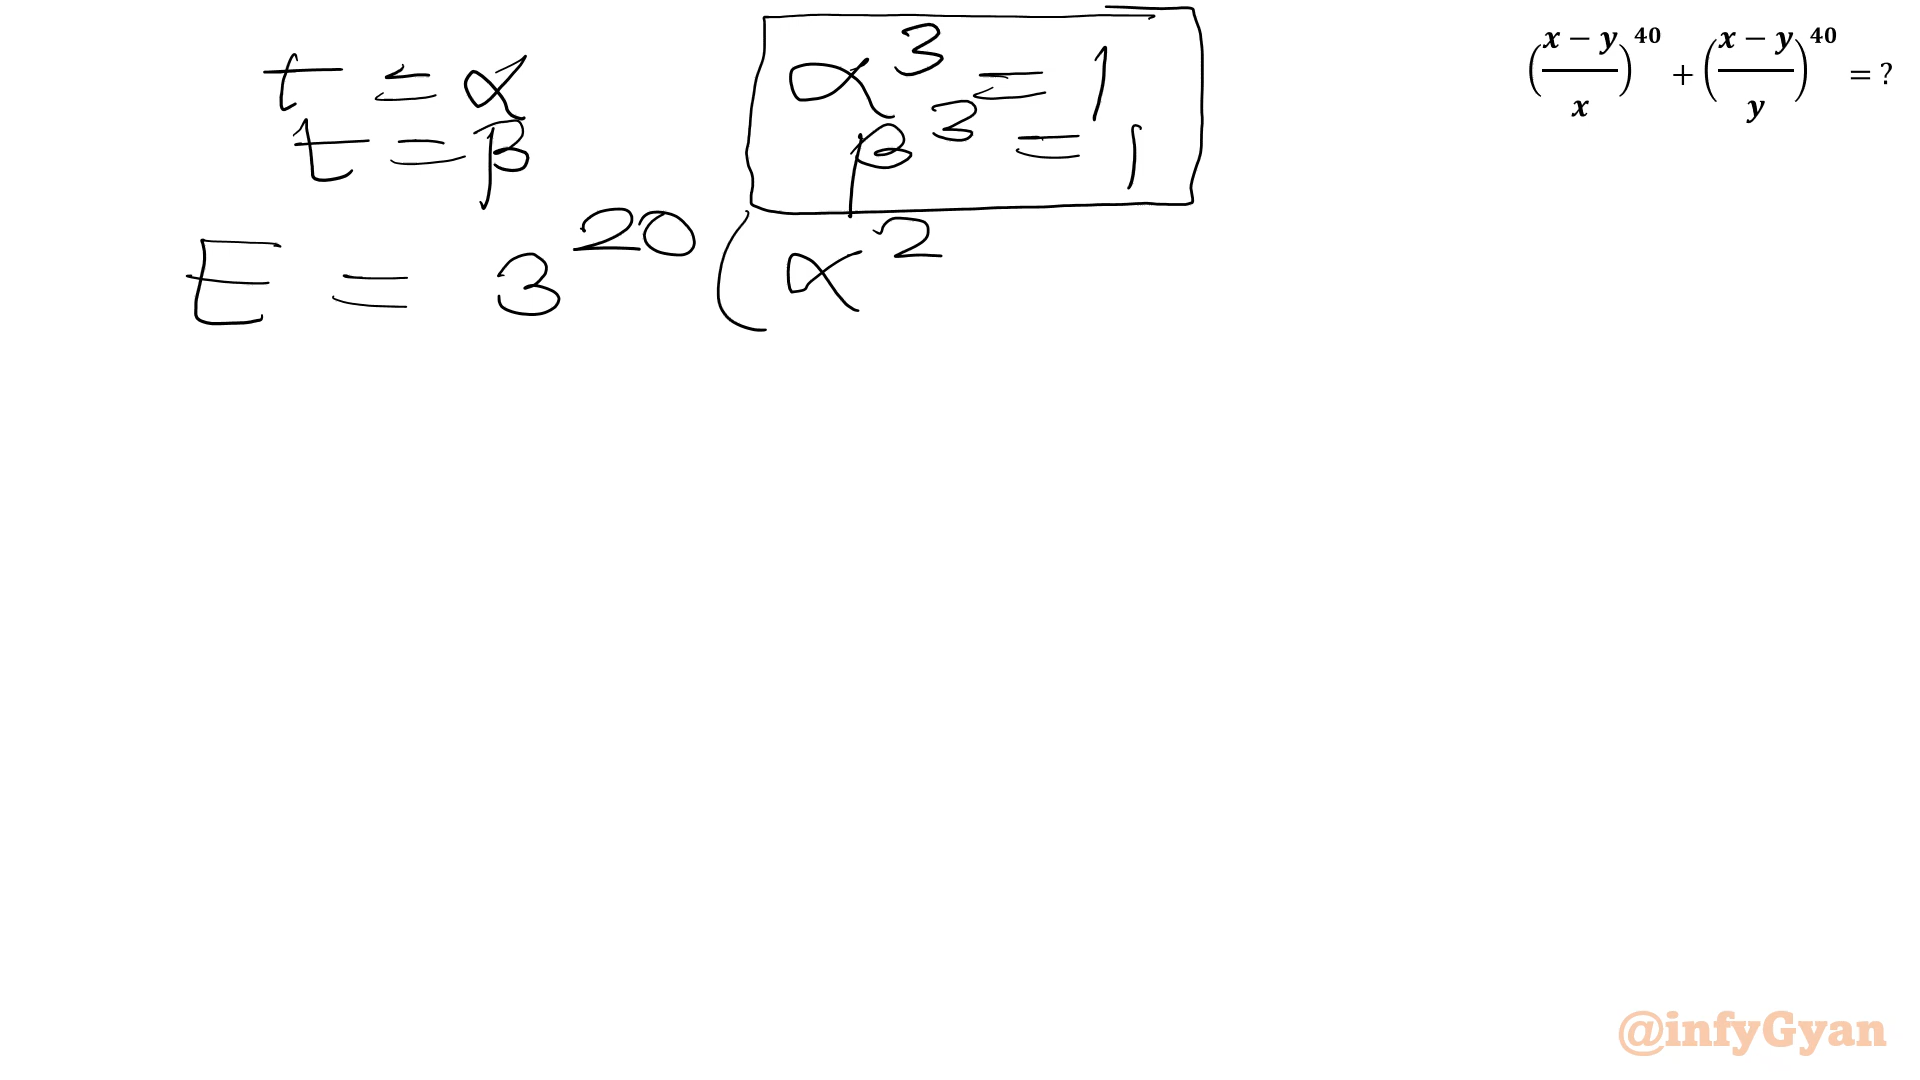 t = α
t = β
α³ = 1
β³ = 1
E = 3²⁰ (α²
((x − y)/x)⁴⁰ + ((x − y)/y)⁴⁰ = ?
@infyGyan